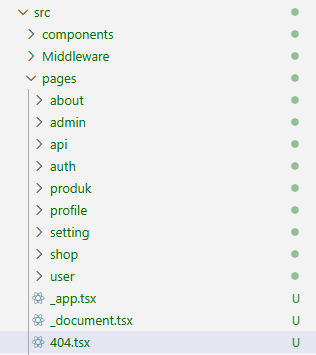 src
components
Middleware
pages
about
admin
api
auth
produk
profile
setting
shop
user
_app.tsx U
_document.tsx U
404.tsx U